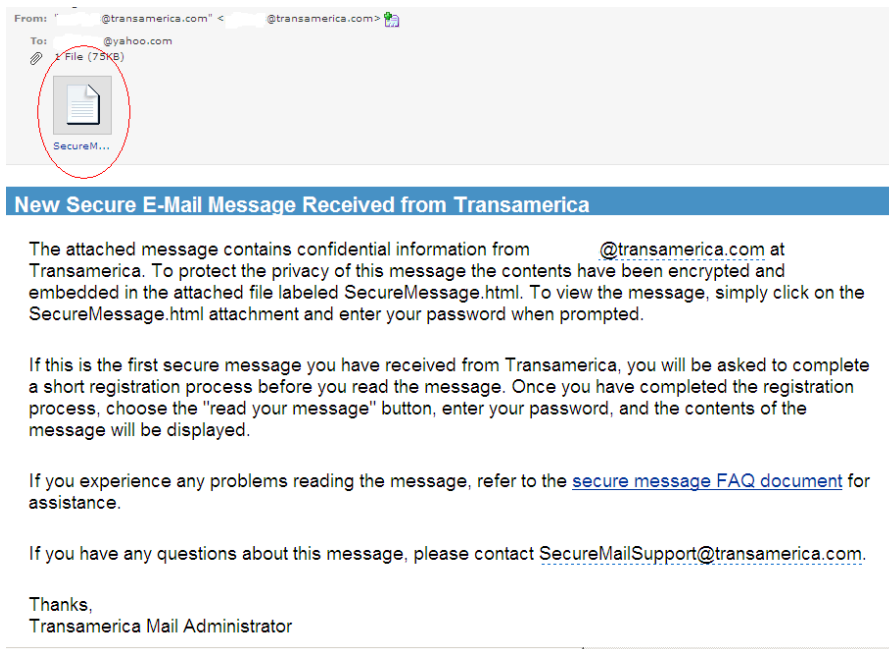 From: " @transamerica.com" < @transamerica.com>
To: @yahoo.com
1 File (75KB)
SecureM...
New Secure E-Mail Message Received from Transamerica
The attached message contains confidential information from @transamerica.com at
Transamerica. To protect the privacy of this message the contents have been encrypted and
embedded in the attached file labeled SecureMessage.html. To view the message, simply click on the
SecureMessage.html attachment and enter your password when prompted.
If this is the first secure message you have received from Transamerica, you will be asked to complete
a short registration process before you read the message. Once you have completed the registration
process, choose the "read your message" button, enter your password, and the contents of the
message will be displayed.
If you experience any problems reading the message, refer to the secure message FAQ document for
assistance.
If you have any questions about this message, please contact SecureMailSupport@transamerica.com.
Thanks,
Transamerica Mail Administrator